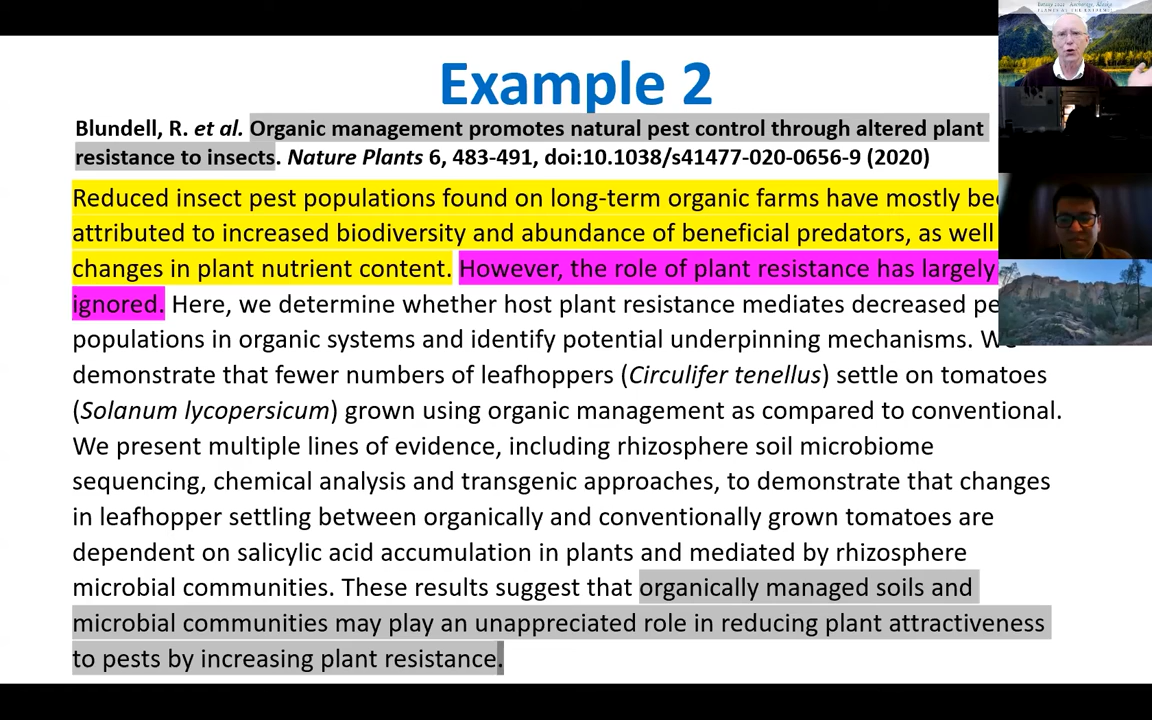 Example 2
Blundell, R. et al. Organic management promotes natural pest control through altered plant
resistance to insects. Nature Plants 6, 483-491, doi:10.1038/s41477-020-0656-9 (2020)
Reduced insect pest populations found on long-term organic farms have mostly
attributed to increased biodiversity and abundance of beneficial predators, as well
changes in plant nutrient content. However, the role of plant resistance has largely
ignored. Here, we determine whether host plant resistance mediates decreased
populations in organic systems and identify potential underpinning mechanisms. We
demonstrate that fewer numbers of leafhoppers (Circulifer tenellus) settle on tomatoes
(Solanum lycopersicum) grown using organic management as compared to conventional.
We present multiple lines of evidence, including rhizosphere soil microbiome
sequencing, chemical analysis and transgenic approaches, to demonstrate that changes
in leafhopper settling between organically and conventionally grown tomatoes are
dependent on salicylic acid accumulation in plants and mediated by rhizosphere
microbial communities. These results suggest that organically managed soils and
microbial communities may play an unappreciated role in reducing plant attractiveness
to pests by increasing plant resistance.